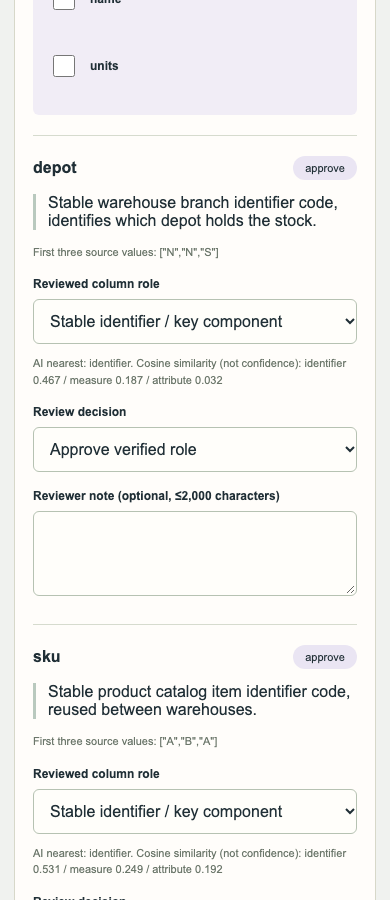 name
units
depot
approve
Stable warehouse branch identifier code,
identifies which depot holds the stock.
First three source values: ["N","N","S"]
Reviewed column role
Stable identifier / key component
AI nearest: identifier. Cosine similarity (not confidence): identifier
0.467 / measure 0.187 / attribute 0.032
Review decision
Approve verified role
Reviewer note (optional, ≤2,000 characters)
sku
approve
Stable product catalog item identifier code,
reused between warehouses.
First three source values: ["A","B","A"]
Reviewed column role
Stable identifier / key component
AI nearest: identifier. Cosine similarity (not confidence): identifier
0.531 / measure 0.249 / attribute 0.192
Review decision